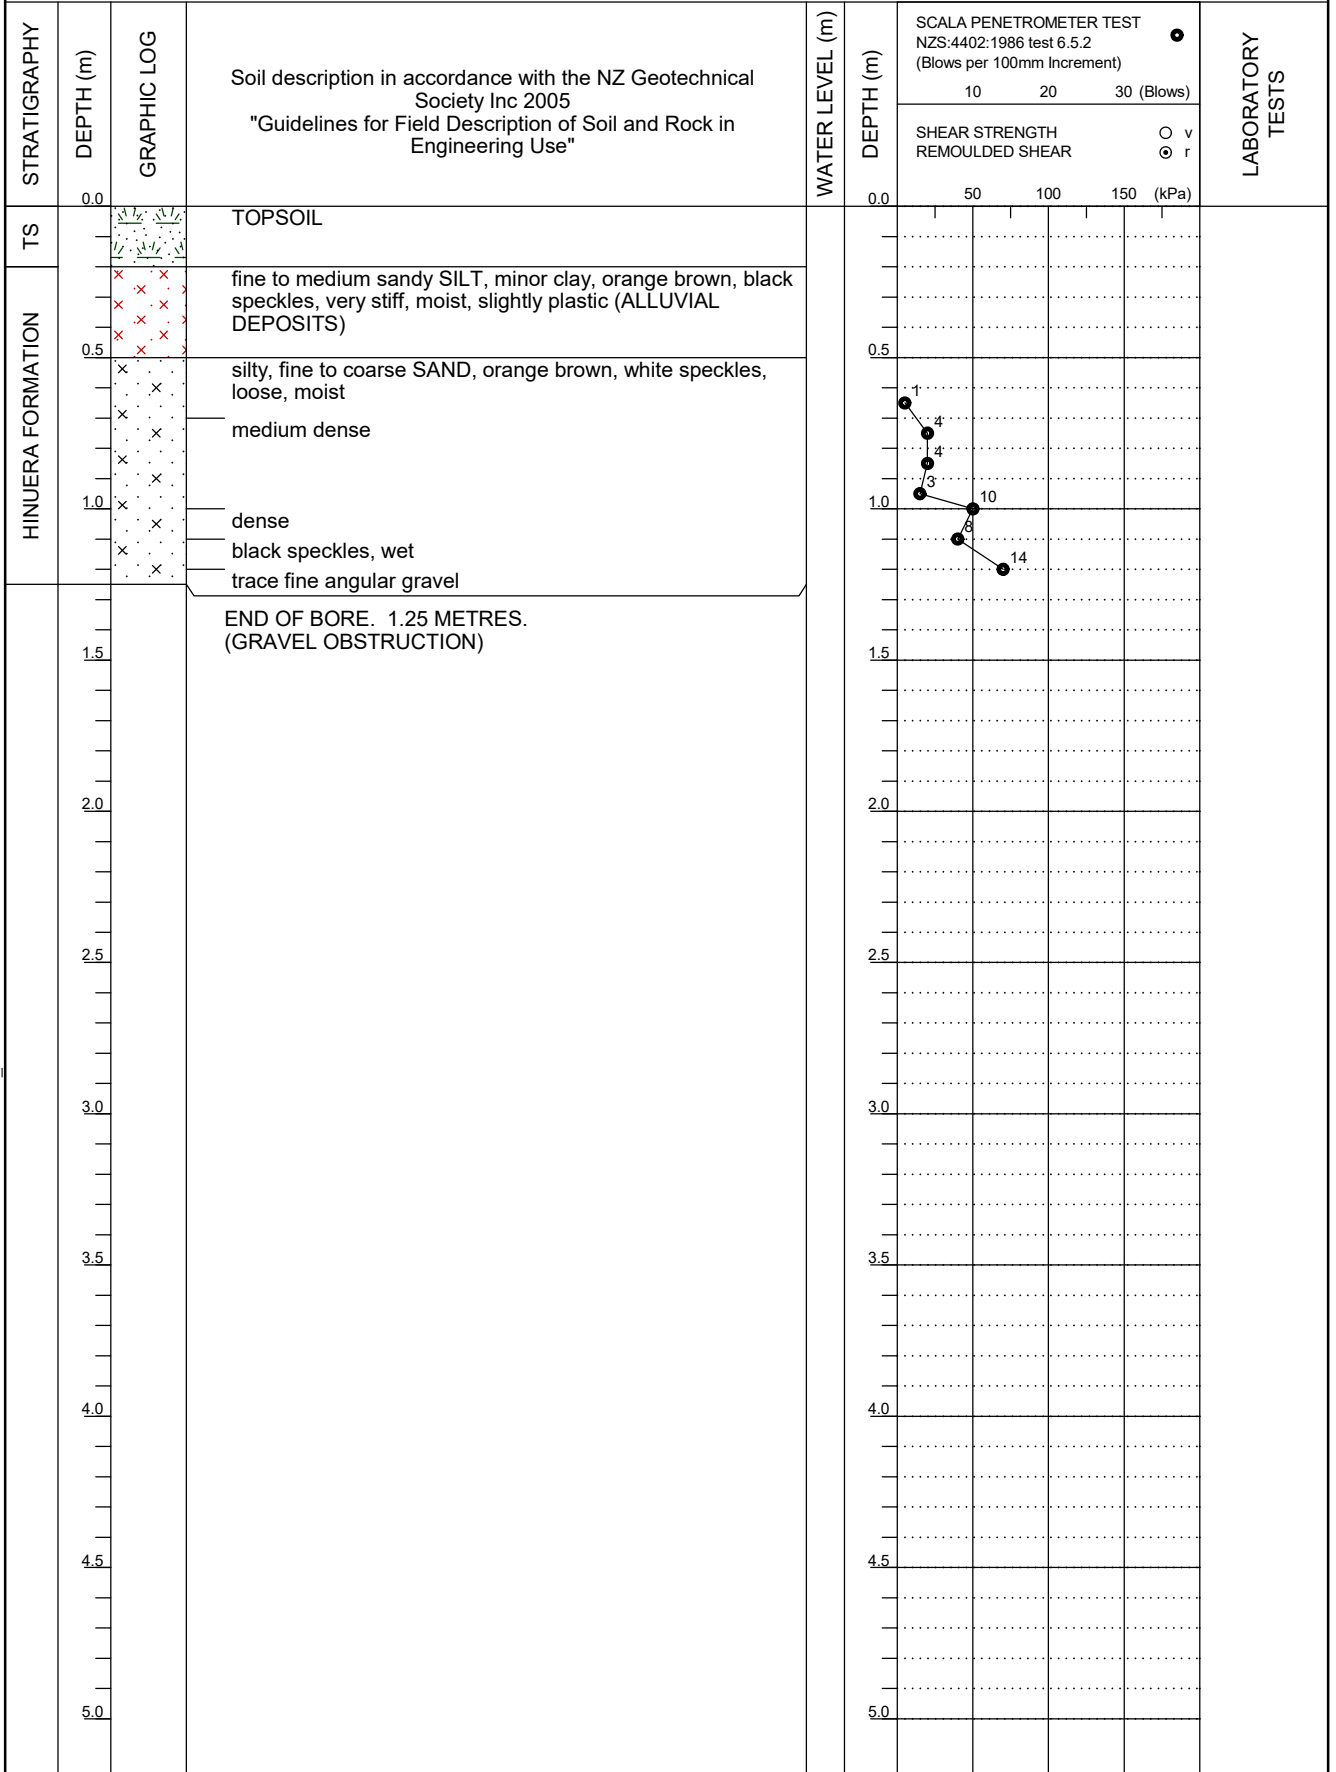 STRATIGRAPHY
DEPTH (m)
GRAPHIC LOG
Soil description in accordance with the NZ Geotechnical
Society Inc 2005
"Guidelines for Field Description of Soil and Rock in
Engineering Use"
WATER LEVEL (m)
DEPTH (m)
SCALA PENETROMETER TEST
NZS:4402:1986 test 6.5.2
(Blows per 100mm Increment)
10 20 30 (Blows)
SHEAR STRENGTH v
REMOULDED SHEAR r
50 100 150 (kPa)
LABORATORY
TESTS
0.0 0.0
TS
TOPSOIL
HINUERA FORMATION
fine to medium sandy SILT, minor clay, orange brown, black
speckles, very stiff, moist, slightly plastic (ALLUVIAL
DEPOSITS)
0.5 0.5
silty, fine to coarse SAND, orange brown, white speckles,
loose, moist
1
medium dense
4
4
3
1.0 1.0
10
dense
8
black speckles, wet
14
trace fine angular gravel
END OF BORE. 1.25 METRES.
(GRAVEL OBSTRUCTION)
1.5 1.5
2.0 2.0
2.5 2.5
3.0 3.0
3.5 3.5
4.0 4.0
4.5 4.5
5.0 5.0